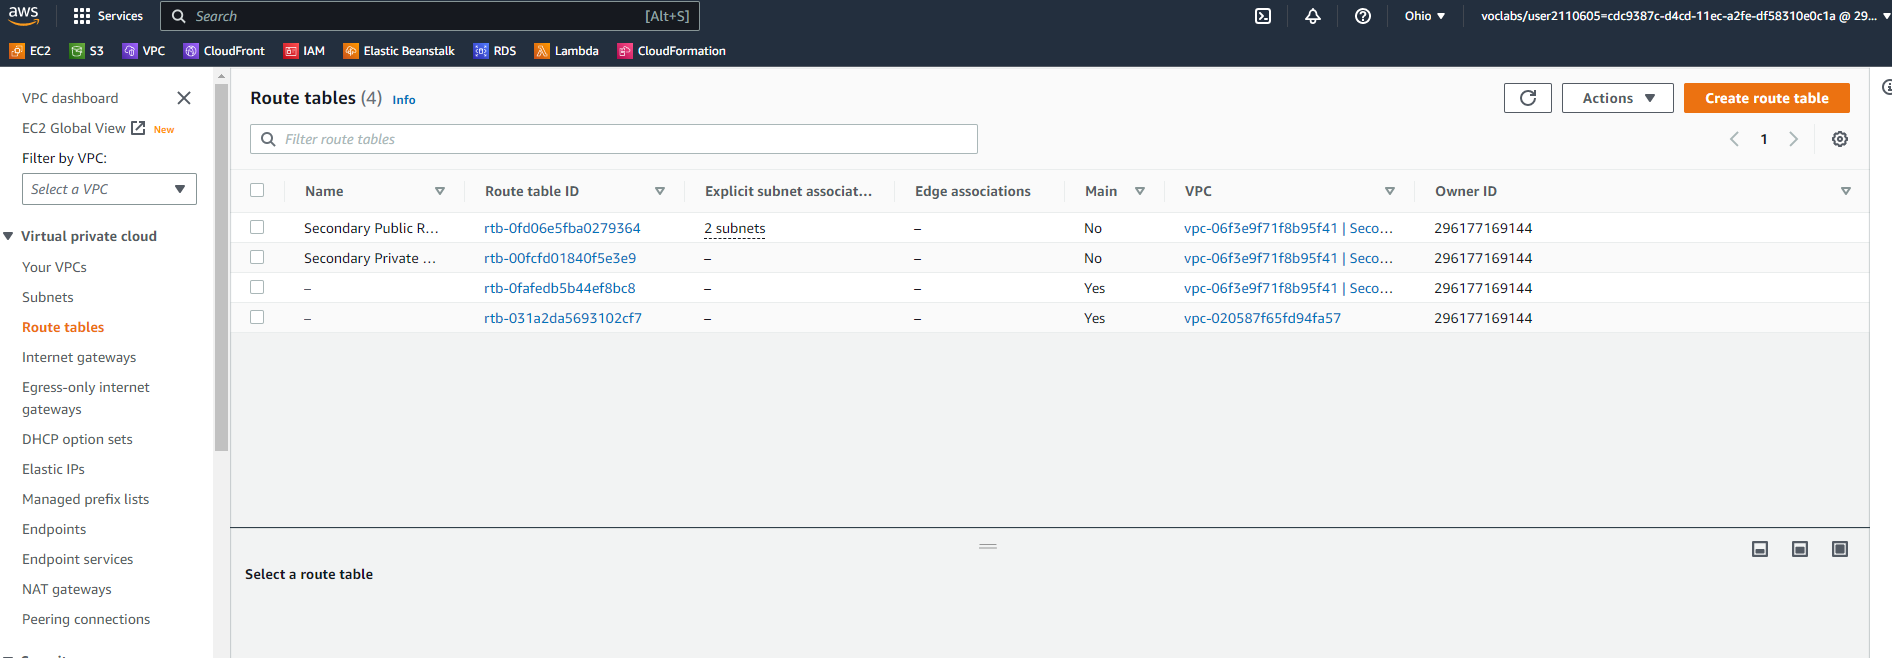 aws Services Search [Alt+S] Ohio voclabs/user2110605=cdc9387c-d4cd-11ec-a2fe-df58310e0c1a @ 29...
EC2 S3 VPC CloudFront IAM Elastic Beanstalk RDS Lambda CloudFormation
VPC dashboard
EC2 Global View New
Filter by VPC:
Select a VPC
Virtual private cloud
Your VPCs
Subnets
Route tables
Internet gateways
Egress-only internet
gateways
DHCP option sets
Elastic IPs
Managed prefix lists
Endpoints
Endpoint services
NAT gateways
Peering connections
Route tables (4) Info Actions Create route table
Filter route tables 1
Name Route table ID Explicit subnet associat... Edge associations Main VPC Owner ID
Secondary Public R... rtb-0fd06e5fba0279364 2 subnets – No vpc-06f3e9f71f8b95f41 | Seco... 296177169144
Secondary Private ... rtb-00fcfd01840f5e3e9 – – No vpc-06f3e9f71f8b95f41 | Seco... 296177169144
– rtb-0fafedb5b44ef8bc8 – – Yes vpc-06f3e9f71f8b95f41 | Seco... 296177169144
– rtb-031a2da5693102cf7 – – Yes vpc-020587f65fd94fa57 296177169144
Select a route table